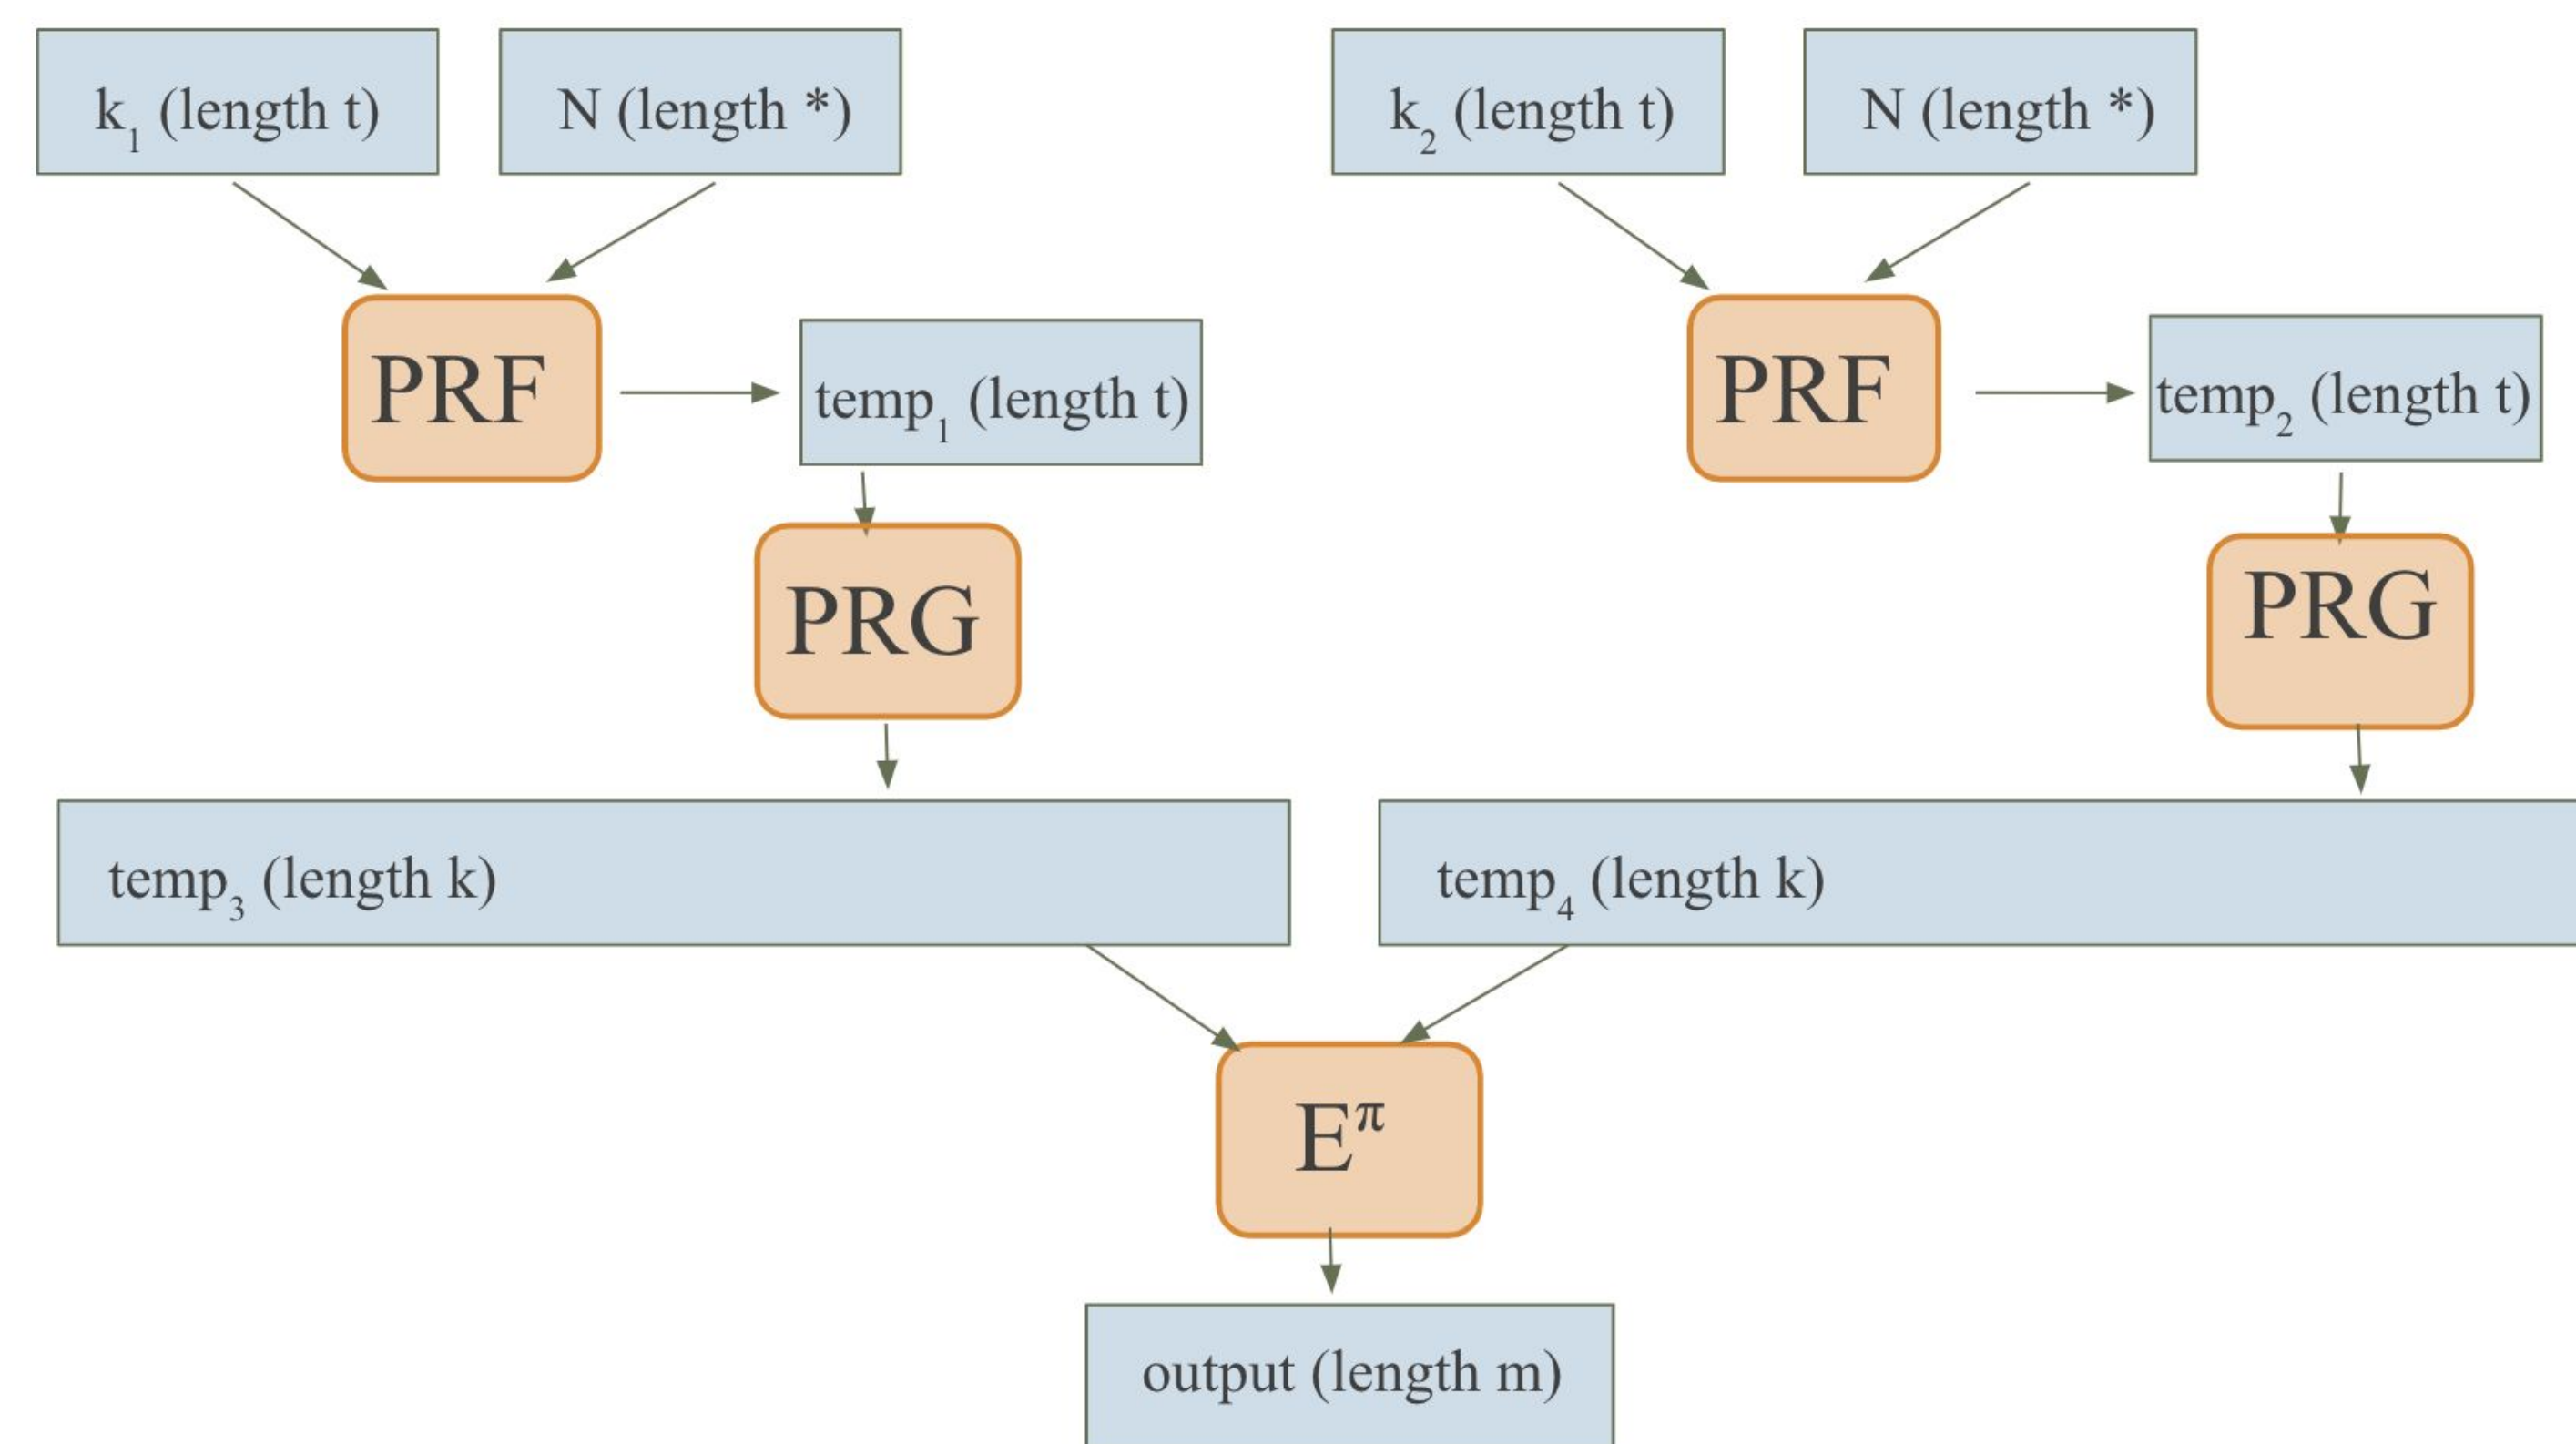 k₁ (length t)
N (length *)
k₂ (length t)
N (length *)
PRF
temp₁ (length t)
PRF
temp₂ (length t)
PRG
PRG
temp₃ (length k)
temp₄ (length k)
E^π
output (length m)